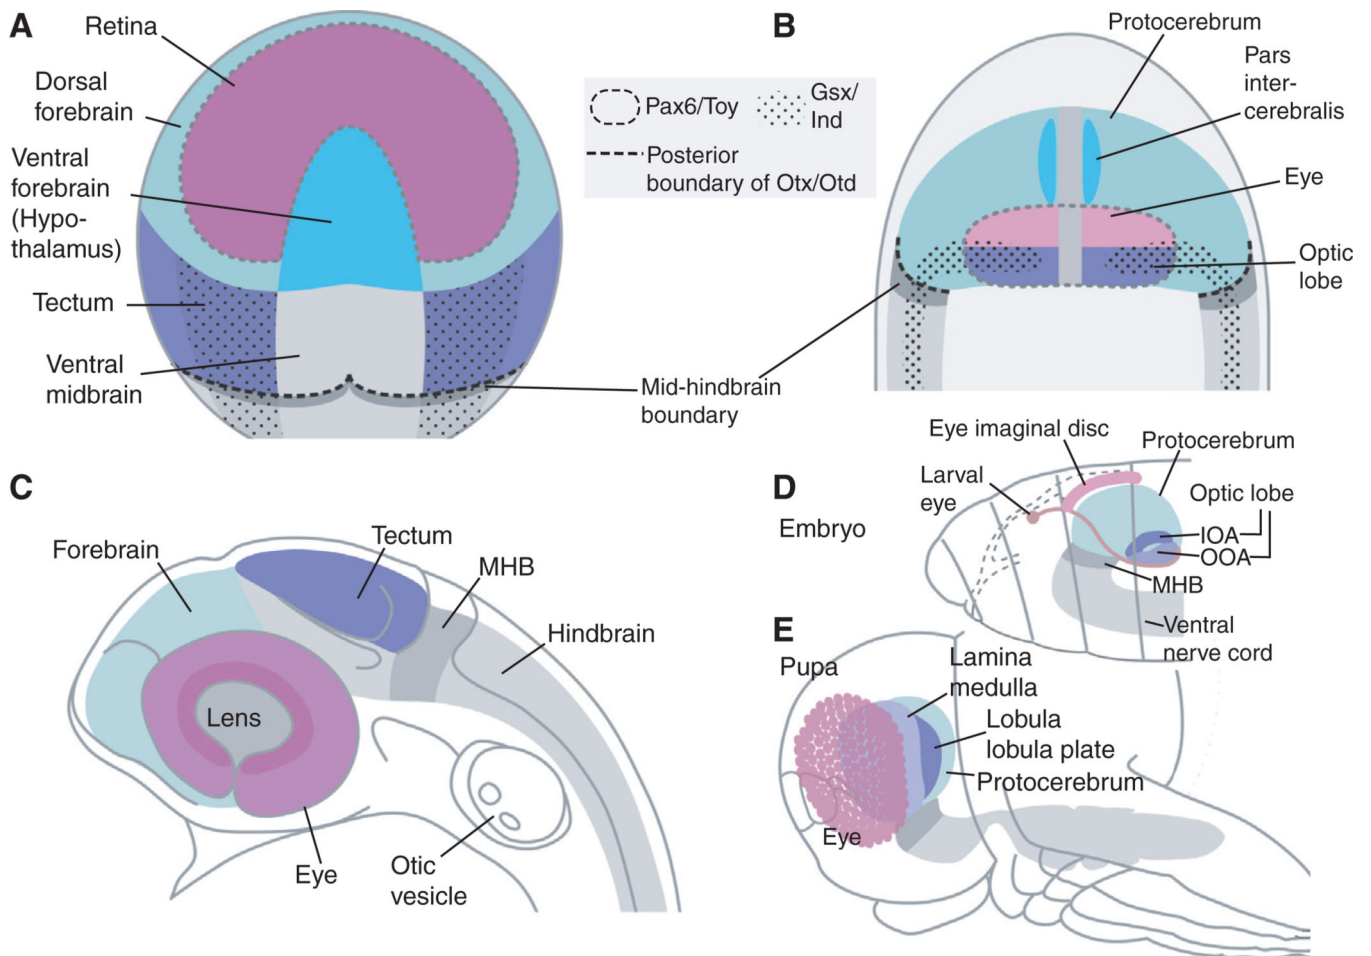 A
Retina
Dorsal
forebrain
Ventral
forebrain
(Hypo-
thalamus)
Tectum
Ventral
midbrain
Pax6/Toy
Gsx/
Ind
Posterior
boundary of Otx/Otd
Mid-hindbrain
boundary
B
Protocerebrum
Pars
inter-
cerebralis
Eye
Optic
lobe
C
Forebrain
Tectum
MHB
Hindbrain
Lens
Eye
Otic
vesicle
D
Embryo
Eye imaginal disc
Protocerebrum
Larval
eye
Optic lobe
IOA
OOA
MHB
Ventral
nerve cord
E
Pupa
Lamina
medulla
Lobula
lobula plate
Protocerebrum
Eye